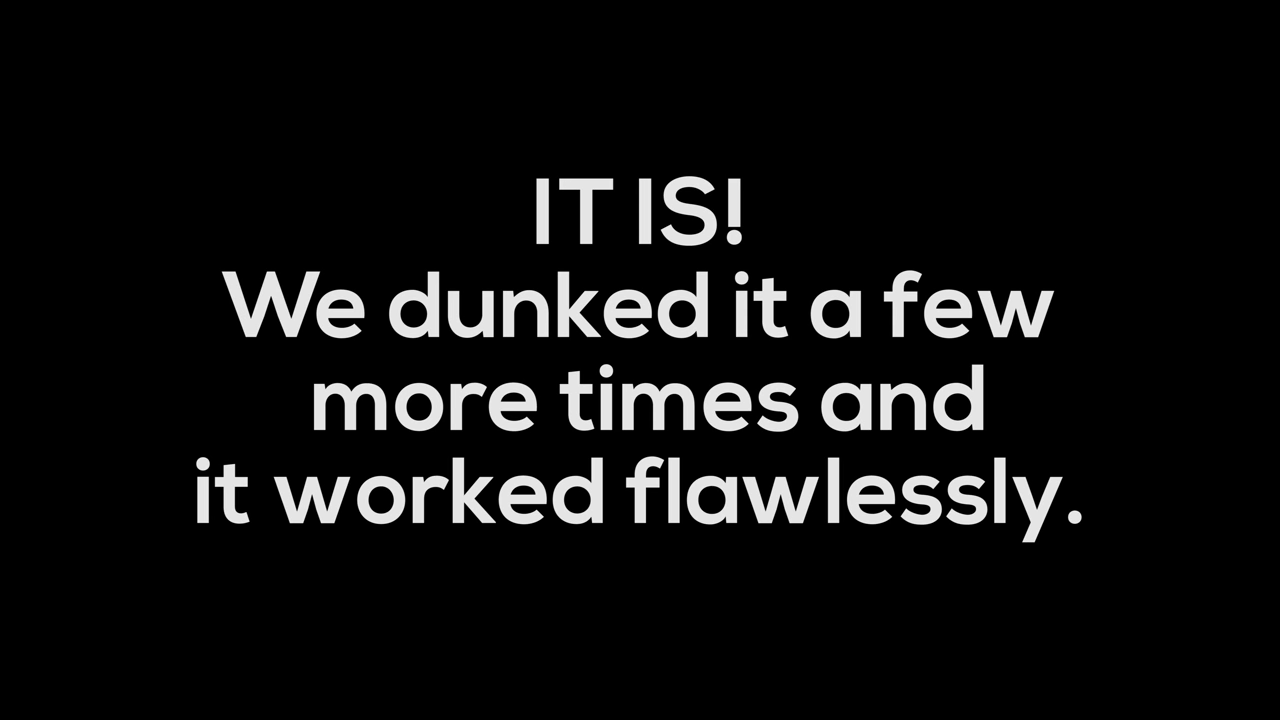 IT IS!
We dunked it a few
more times and
it worked flawlessly.